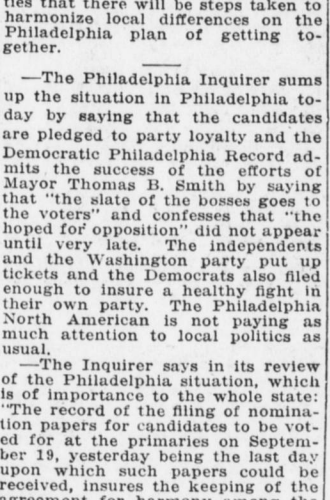 ties that there will be steps taken to
harmonize local differences on the
Philadelphia plan of getting to-
gether.
—The Philadelphia Inquirer sums
up the situation in Philadelphia to-
day by saying that the candidates
are pledged to party loyalty and the
Democratic Philadelphia Record ad-
mits the success of the efforts of
Mayor Thomas B. Smith by saying
that "the slate of the bosses goes to
the voters" and confesses that "the
hoped for opposition" did not appear
until very late. The independents
and the Washington party put up
tickets and the Democrats also filed
enough to insure a healthy fight in
their own party. The Philadelphia
North American is not paying as
much attention to local politics as
usual.
—The Inquirer says in its review
of the Philadelphia situation, which
is of importance to the whole state:
"The record of the filing of nomina-
tion papers for candidates to be vot-
ed for at the primaries on Septem-
ber 19, yesterday being the last day
upon which such papers could be
received, insures the keeping of the
agreement for harmony among the